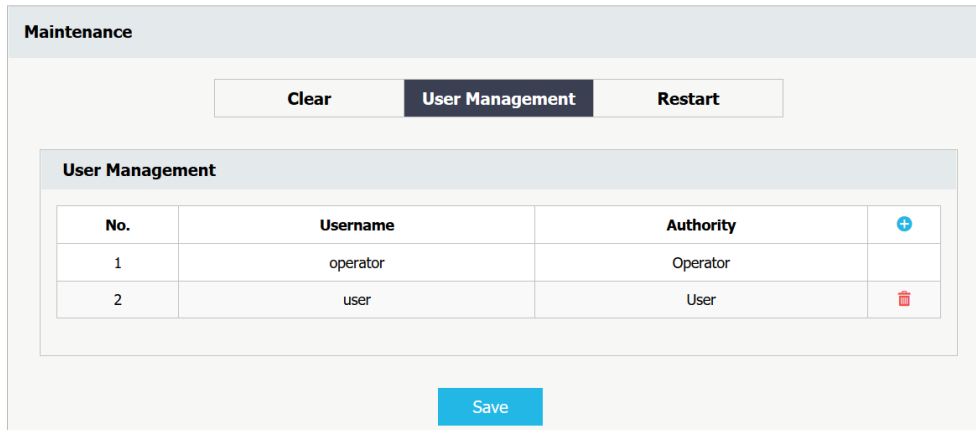 Maintenance
Clear User Management Restart
User Management
No. Username Authority
1 operator Operator
2 user User
Save